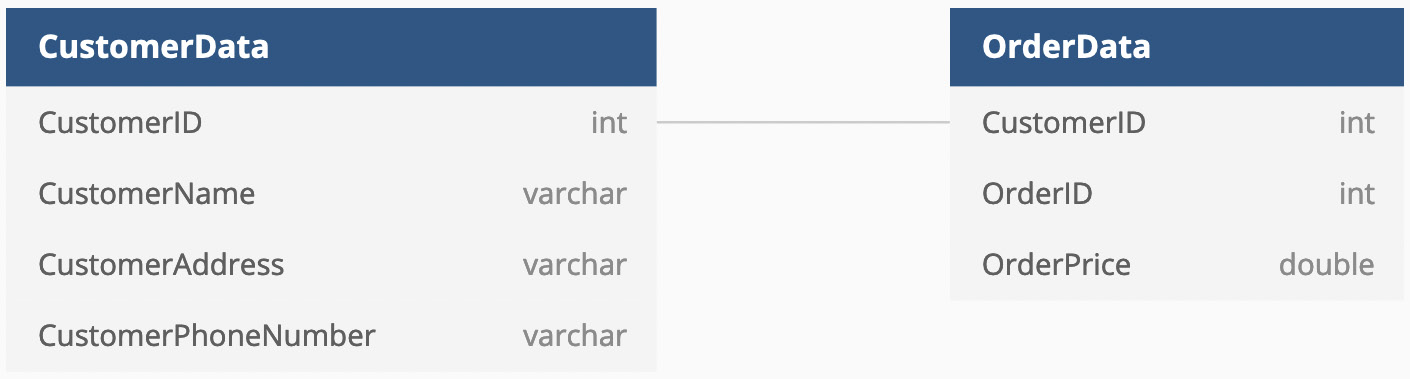 CustomerData
CustomerID int
CustomerName varchar
CustomerAddress varchar
CustomerPhoneNumber varchar
OrderData
CustomerID int
OrderID int
OrderPrice double